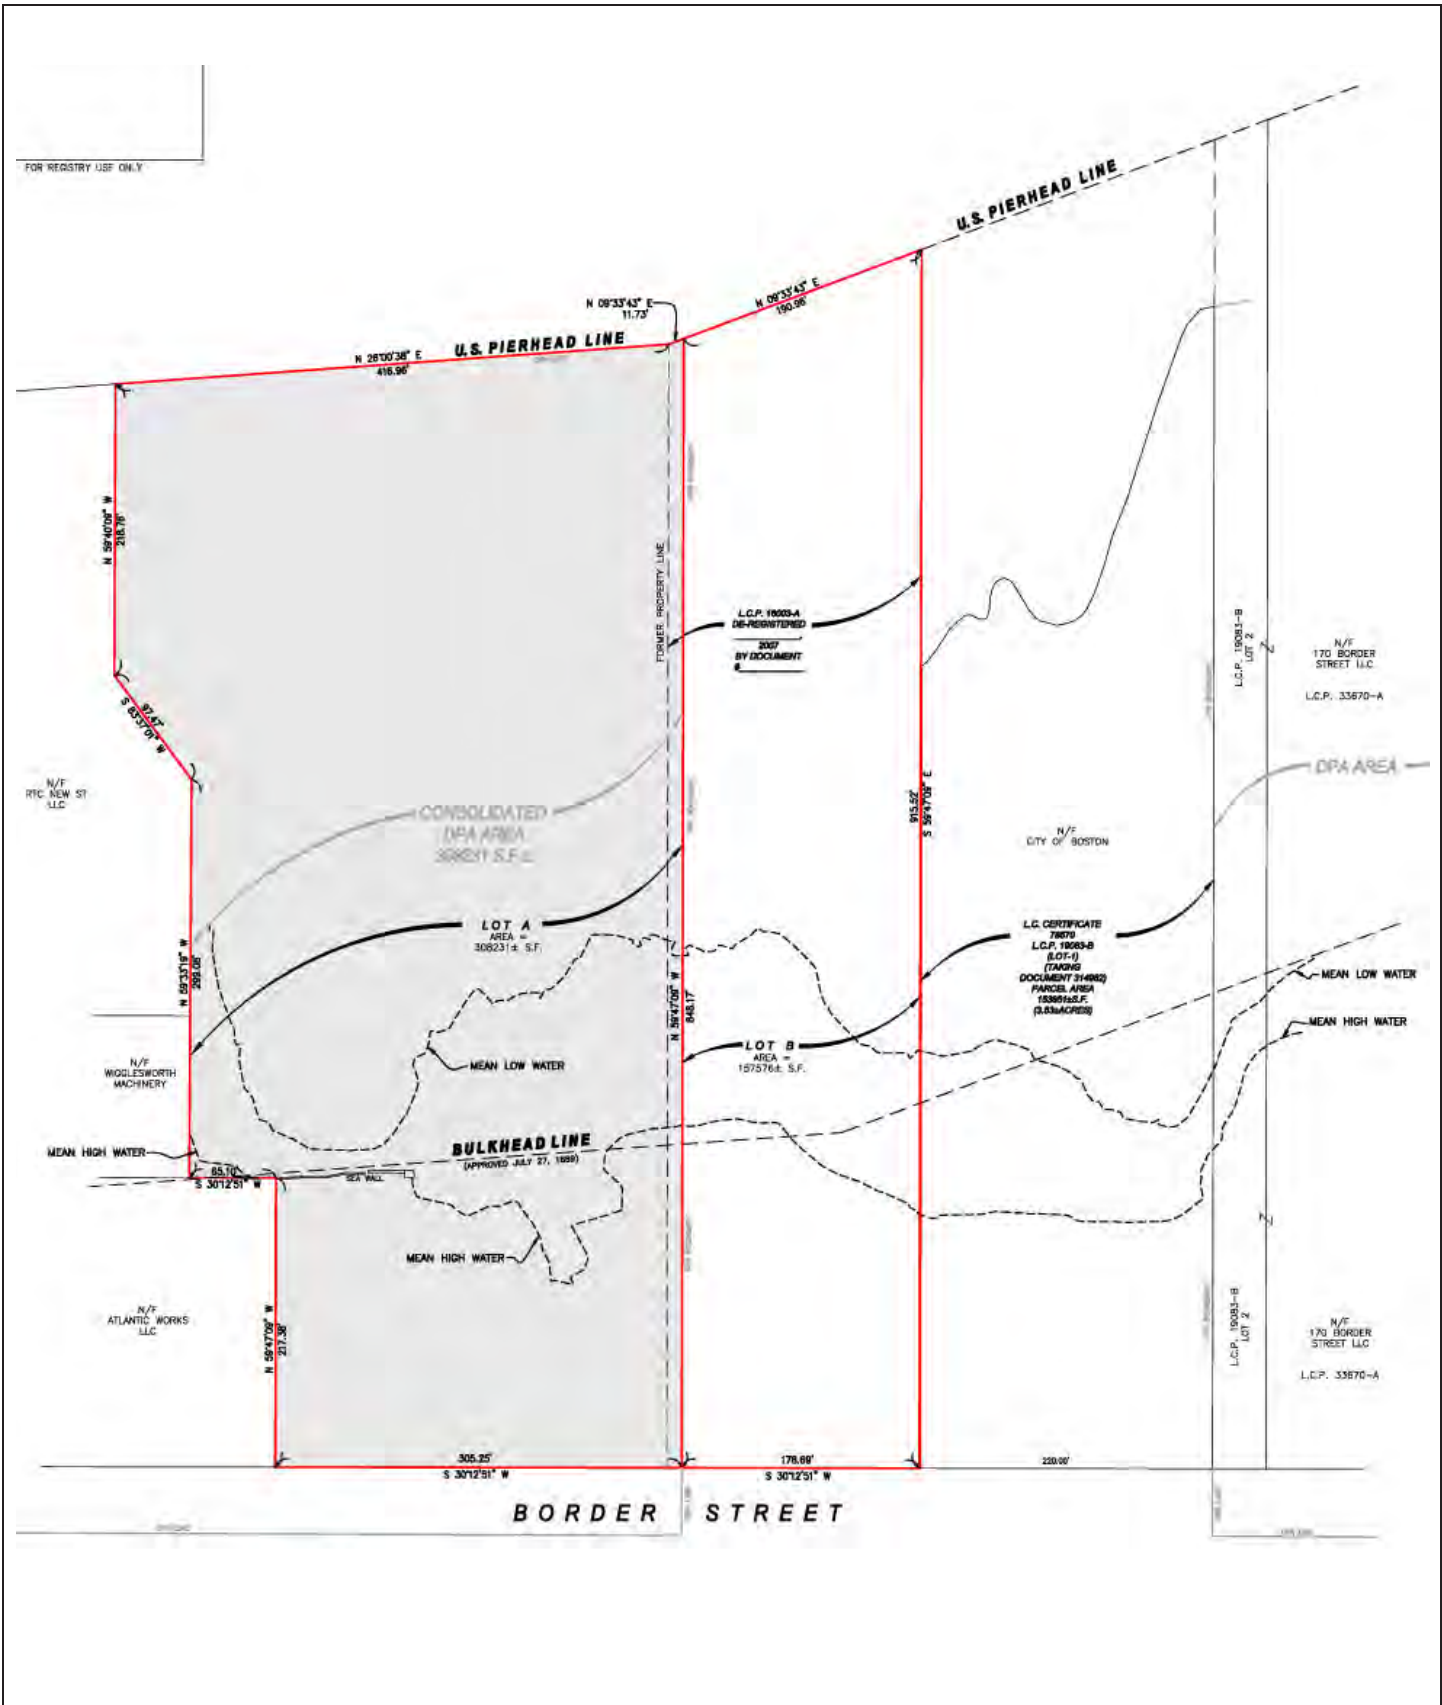 FOR REGISTRY USE ONLY
U.S. PIERHEAD LINE
N 09°33'43" E
11.73'
N 09°33'43" E
190.96'
U.S. PIERHEAD LINE
N 26°00'38" E
416.96'
N 59°40'09" W
218.76'
FORMER PROPERTY LINE
L.C.P. 16003-A
DE-REGISTERED
2007
BY DOCUMENT
#
L.C.P. 19083-B
LOT 2
N/F
170 BORDER
STREET LLC
L.C.P. 33670-A
97.47'
S 83°37'01" W
N/F
RTC NEW ST
LLC
CONSOLIDATED
DPA AREA
308231 S.F.±
DPA AREA
915.52'
S 59°47'09" E
N/F
CITY OF BOSTON
LOT A
AREA =
308231± S.F.
L.C. CERTIFICATE
L.C.P. 19083-B
(LOT-1)
(TAKING
DOCUMENT 314982)
PARCEL AREA
153951±S.F.
(3.53±ACRES)
N 59°33'19" W
299.08'
N 59°47'09" W
848.17'
MEAN LOW WATER
MEAN HIGH WATER
LOT B
AREA =
157576± S.F.
MEAN LOW WATER
N/F
WIGGLESWORTH
MACHINERY
BULKHEAD LINE
(APPROVED JULY 27, 1889)
MEAN HIGH WATER
65.10'
S 30°12'51" W
SEA WALL
MEAN HIGH WATER
N/F
ATLANTIC WORKS
LLC
N 59°47'09" W
217.38'
L.C.P. 19083-B
LOT 2
N/F
170 BORDER
STREET LLC
L.C.P. 33670-A
305.25'
S 30°12'51" W
178.69'
S 30°12'51" W
220.00'
BORDER STREET